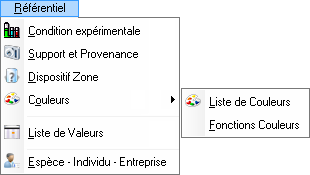 Référentiel
Condition expérimentale
Support et Provenance
Dispositif Zone
Couleurs
Liste de Couleurs
Fonctions Couleurs
Liste de Valeurs
Espèce - Individu - Entreprise